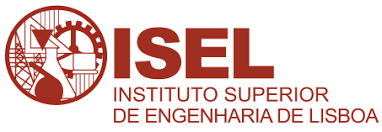 ISEL
INSTITUTO SUPERIOR
DE ENGENHARIA DE LISBOA